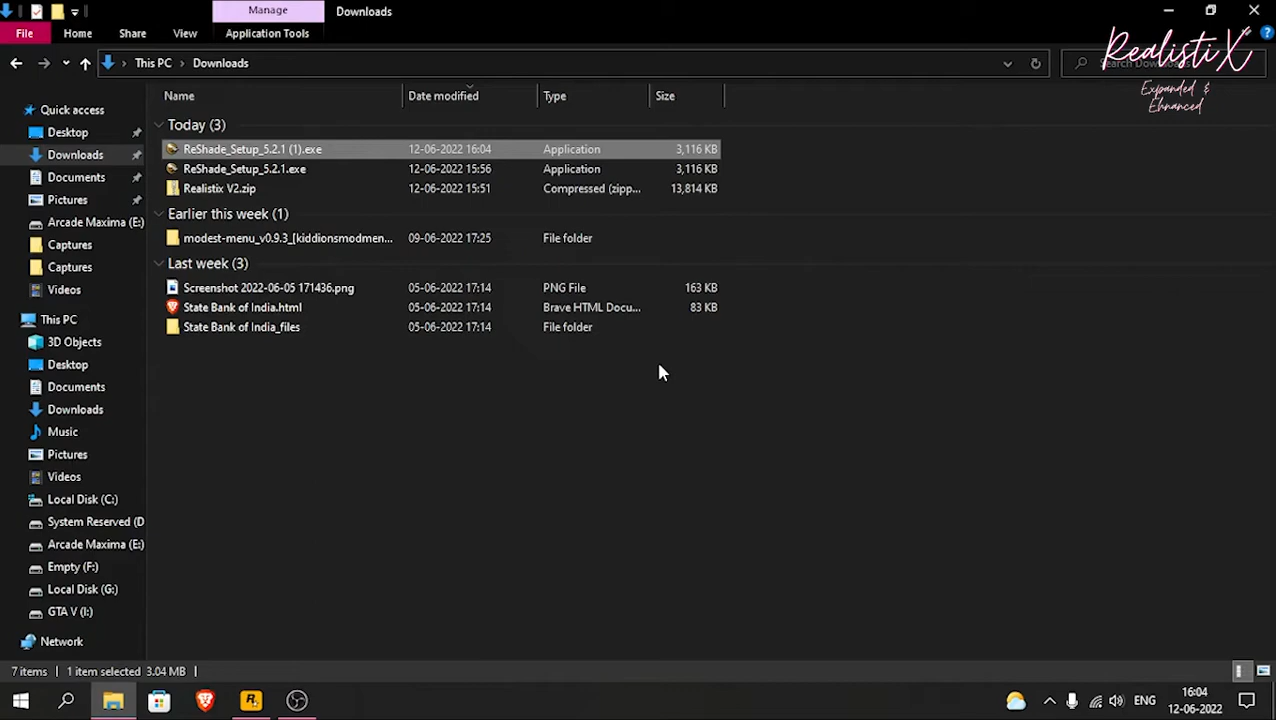 Manage
Downloads
File
Home
Share
View
Application Tools
This PC
Downloads
Search Downloads
RealistiX
Expanded &
Ehnanced
Name
Date modified
Type
Size
Quick access
Desktop
Downloads
Documents
Pictures
Arcade Maxima (E:)
Captures
Captures
Videos
This PC
3D Objects
Desktop
Documents
Downloads
Music
Pictures
Videos
Local Disk (C:)
System Reserved (D
Arcade Maxima (E:)
Empty (F:)
Local Disk (G:)
GTA V (I:)
Network
Today (3)
ReShade_Setup_5.2.1 (1).exe 12-06-2022 16:04 Application 3,116 KB
ReShade_Setup_5.2.1.exe 12-06-2022 15:56 Application 3,116 KB
Realistix V2.zip 12-06-2022 15:51 Compressed (zipp... 13,814 KB
Earlier this week (1)
modest-menu_v0.9.3_[kiddionsmodmen... 09-06-2022 17:25 File folder
Last week (3)
Screenshot 2022-06-05 171436.png 05-06-2022 17:14 PNG File 163 KB
State Bank of India.html 05-06-2022 17:14 Brave HTML Docu... 83 KB
State Bank of India_files 05-06-2022 17:14 File folder
7 items
1 item selected 3.04 MB
ENG
16:04
12-06-2022